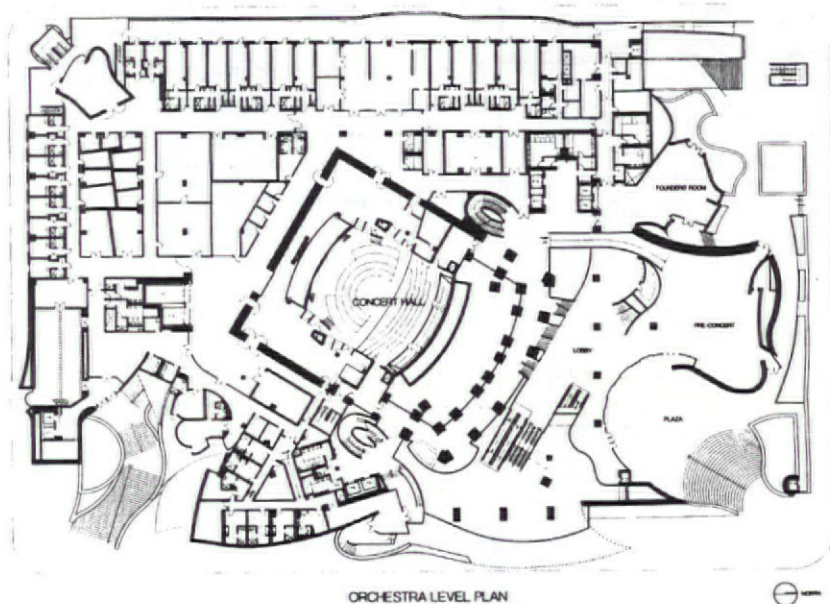 FOUNDERS ROOM
CONCERT HALL
PRE-CONCERT
LOBBY
PLAZA
ORCHESTRA LEVEL PLAN
NORTH